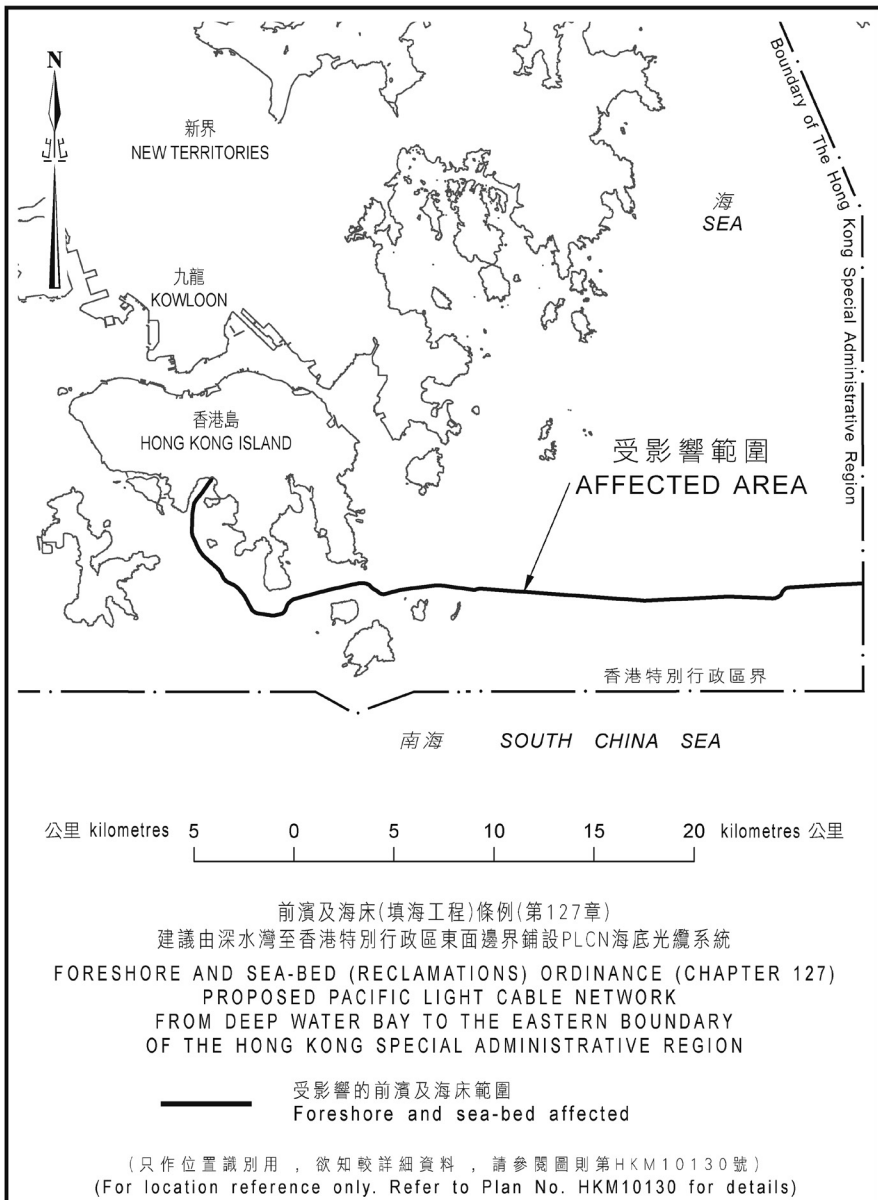 N
新界
NEW TERRITORIES
海
SEA
Boundary of The Hong Kong Special Administrative Region
九龍
KOWLOON
香港島
HONG KONG ISLAND
受影響範圍
AFFECTED AREA
香港特別行政區界
南海 SOUTH CHINA SEA
公里 kilometres 5 0 5 10 15 20 kilometres 公里
前濱及海床(填海工程)條例(第127章)
建議由深水灣至香港特別行政區東面邊界鋪設PLCN海底光纜系統
FORESHORE AND SEA-BED (RECLAMATIONS) ORDINANCE (CHAPTER 127)
PROPOSED PACIFIC LIGHT CABLE NETWORK
FROM DEEP WATER BAY TO THE EASTERN BOUNDARY
OF THE HONG KONG SPECIAL ADMINISTRATIVE REGION
受影響的前濱及海床範圍
Foreshore and sea-bed affected
(只作位置識別用 , 欲知較詳細資料 , 請參閱圖則第HKM10130號)
(For location reference only. Refer to Plan No. HKM10130 for details)